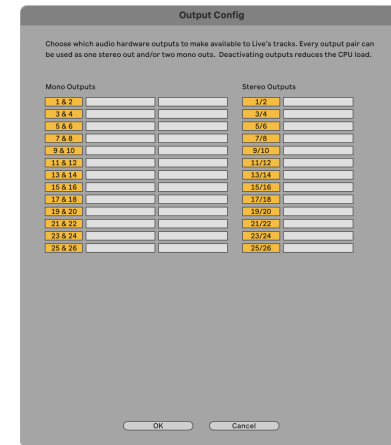 Output Config
Choose which audio hardware outputs to make available to Live's tracks. Every output pair can
be used as one stereo out and/or two mono outs. Deactivating outputs reduces the CPU load.
Mono Outputs
Stereo Outputs
1 & 2
1/2
3 & 4
3/4
5 & 6
5/6
7 & 8
7/8
9 & 10
9/10
11 & 12
11/12
13 & 14
13/14
15 & 16
15/16
17 & 18
17/18
19 & 20
19/20
21 & 22
21/22
23 & 24
23/24
25 & 26
25/26
OK
Cancel